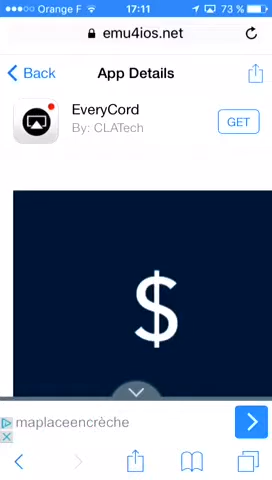 Orange F 17:11 73 %
emu4ios.net
Back App Details
EveryCord
By: CLATech
GET
$
maplaceencrèche